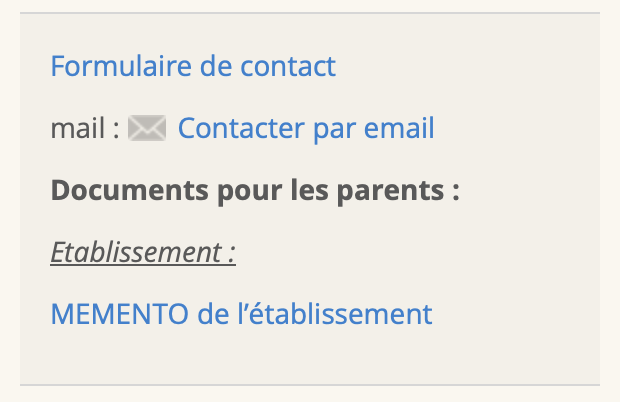 Formulaire de contact
mail : Contacter par email
Documents pour les parents :
Etablissement :
MEMENTO de l’établissement